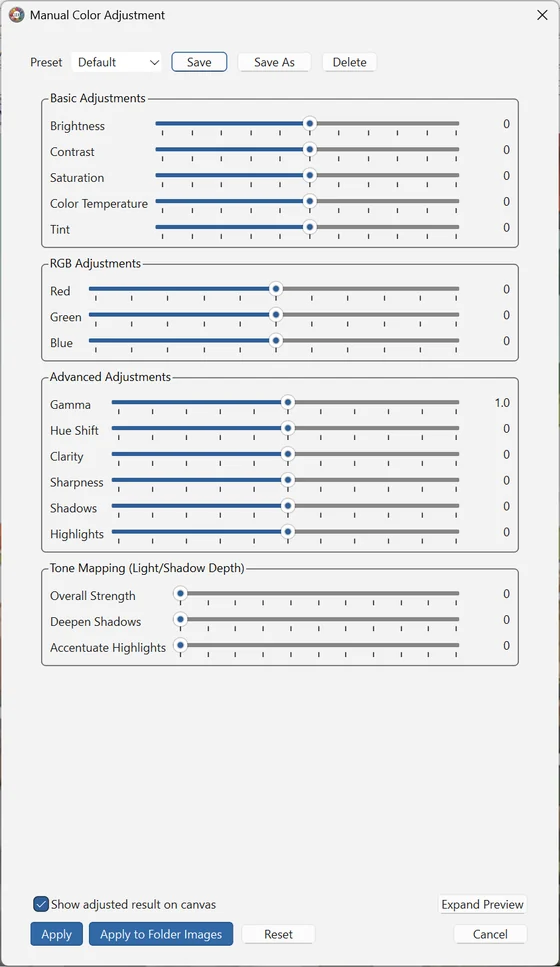 Manual Color Adjustment
Preset Default Save Save As Delete
Basic Adjustments
Brightness 0
Contrast 0
Saturation 0
Color Temperature 0
Tint 0
RGB Adjustments
Red 0
Green 0
Blue 0
Advanced Adjustments
Gamma 1.0
Hue Shift 0
Clarity 0
Sharpness 0
Shadows 0
Highlights 0
Tone Mapping (Light/Shadow Depth)
Overall Strength 0
Deepen Shadows 0
Accentuate Highlights 0
Show adjusted result on canvas Expand Preview
Apply Apply to Folder Images Reset Cancel